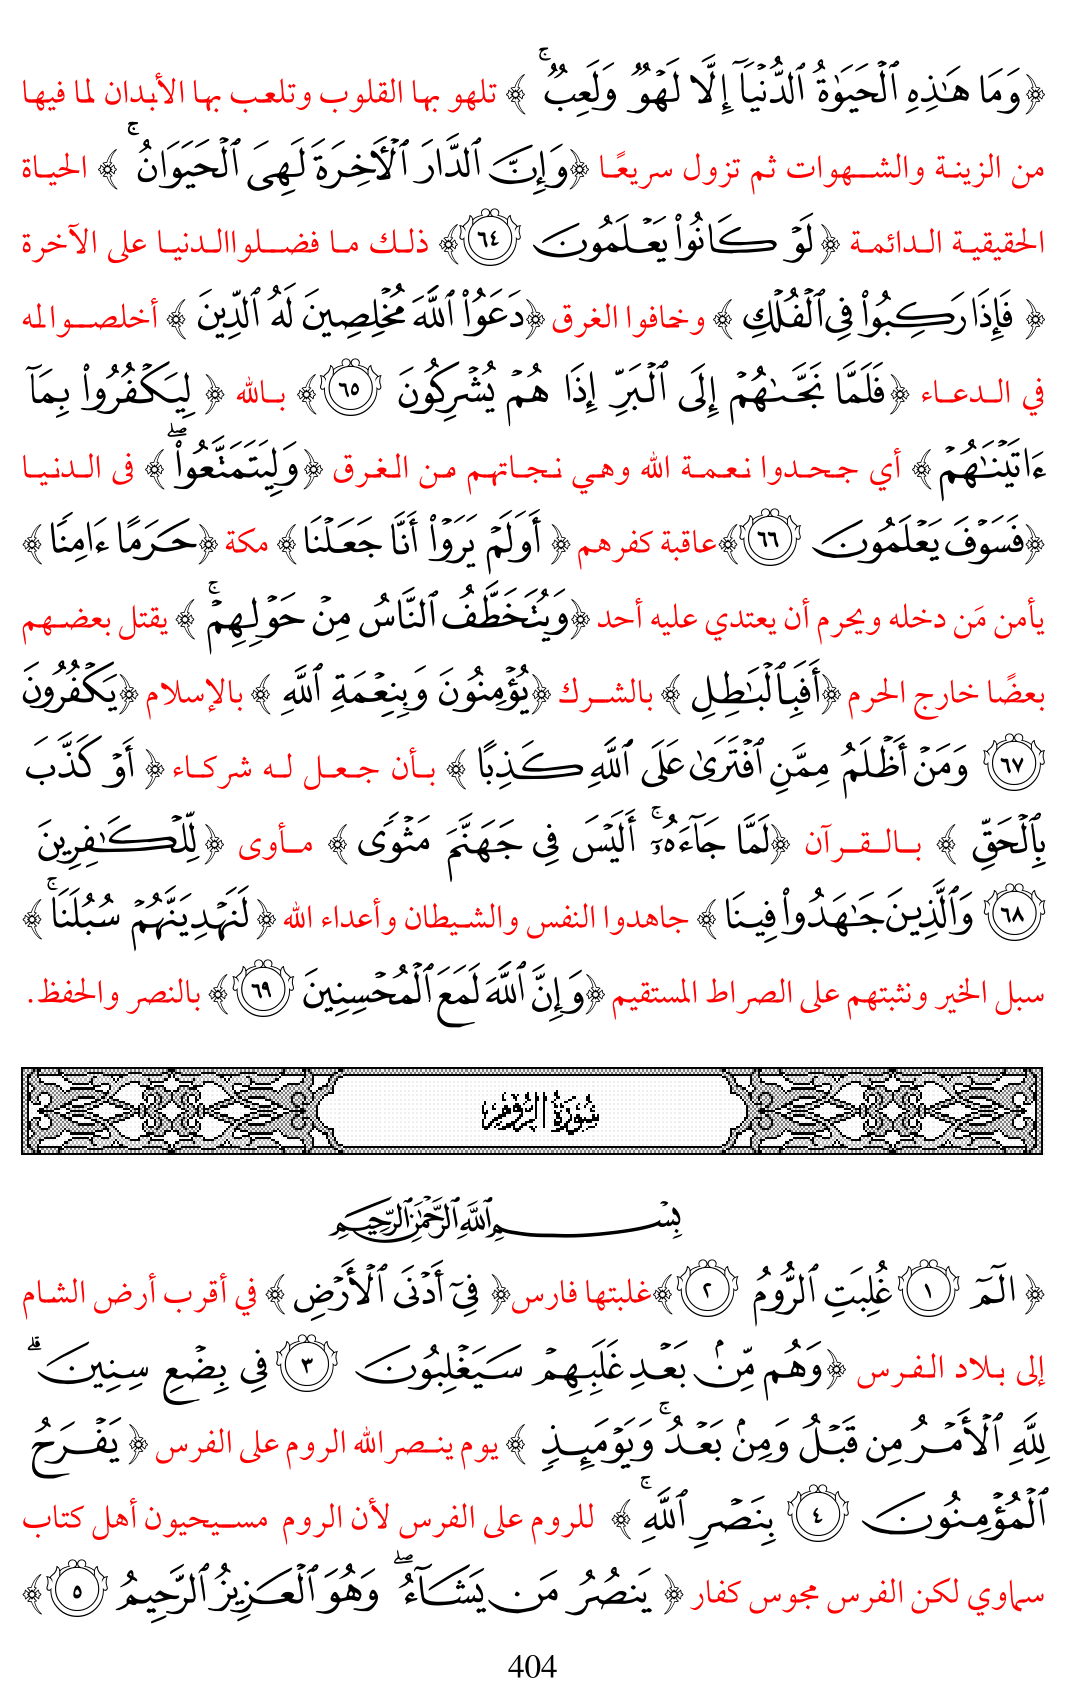 ﴿وَمَا هَٰذِهِ ٱلْحَيَوٰةُ ٱلدُّنْيَآ إِلَّا لَهْوٌ وَلَعِبٌ ۚ ﴾ تلهو بها القلوب وتلعب بها الأبدان لما فيها
من الزينة والشهوات ثم تزول سريعًا ﴿وَإِنَّ ٱلدَّارَ ٱلْأَخِرَةَ لَهِىَ ٱلْحَيَوَانُ ۚ ﴾ الحياة
الحقيقية الدائمة ﴿لَوْ كَانُوا۟ يَعْلَمُونَ ٦٤﴾ ذلك ما فضلواالدنيا على الآخرة
﴿ فَإِذَا رَكِبُوا۟ فِى ٱلْفُلْكِ ﴾ وخافوا الغرق ﴿دَعَوُا۟ ٱللَّهَ مُخْلِصِينَ لَهُ ٱلدِّينَ ﴾ أخلصوا له
في الدعاء ﴿فَلَمَّا نَجَّىٰهُمْ إِلَى ٱلْبَرِّ إِذَا هُمْ يُشْرِكُونَ ٦٥﴾ بالله ﴿ لِيَكْفُرُوا۟ بِمَآ
ءَاتَيْنَٰهُمْ ﴾ أي جحدوا نعمة الله وهي نجاتهم من الغرق ﴿وَلِيَتَمَتَّعُوا۟ ۖ﴾ فى الدنيا
﴿فَسَوْفَ يَعْلَمُونَ ٦٦﴾عاقبة كفرهم ﴿ أَوَلَمْ يَرَوْا۟ أَنَّا جَعَلْنَا﴾ مكة ﴿حَرَمًا ءَامِنًا ﴾
يأمن مَن دخله ويحرم أن يعتدي عليه أحد ﴿وَيُتَخَطَّفُ ٱلنَّاسُ مِنْ حَوْلِهِمْ ۚ ﴾ يقتل بعضهم
بعضًا خارج الحرم ﴿أَفَبِٱلْبَٰطِلِ ﴾ بالشرك ﴿يُؤْمِنُونَ وَبِنِعْمَةِ ٱللَّهِ ﴾ بالإسلام ﴿يَكْفُرُونَ
٦٧ وَمَنْ أَظْلَمُ مِمَّنِ ٱفْتَرَىٰ عَلَى ٱللَّهِ كَذِبًا ﴾ بأن جعل له شركاء ﴿ أَوْ كَذَّبَ
بِٱلْحَقِّ ﴾ بالقرآن ﴿لَمَّا جَآءَهُۥٓ ۚ أَلَيْسَ فِى جَهَنَّمَ مَثْوًى ﴾ مأوى ﴿لِّلْكَٰفِرِينَ
٦٨ وَٱلَّذِينَ جَٰهَدُوا۟ فِينَا ﴾ جاهدوا النفس والشيطان وأعداء الله ﴿ لَنَهْدِيَنَّهُمْ سُبُلَنَا ۚ﴾
سبل الخير ونثبتهم على الصراط المستقيم ﴿وَإِنَّ ٱللَّهَ لَمَعَ ٱلْمُحْسِنِينَ ٦٩﴾ بالنصر والحفظ.
سُورَةُ الرُّومِ
بِسْمِ ٱللَّهِ ٱلرَّحْمَٰنِ ٱلرَّحِيمِ
﴿ الٓمٓ ١ غُلِبَتِ ٱلرُّومُ ٢﴾غلبتها فارس﴿ فِىٓ أَدْنَى ٱلْأَرْضِ ﴾ في أقرب أرض الشام
إلى بلاد الفرس ﴿وَهُم مِّنۢ بَعْدِ غَلَبِهِمْ سَيَغْلِبُونَ ٣ فِى بِضْعِ سِنِينَ ۗ
لِلَّهِ ٱلْأَمْرُ مِن قَبْلُ وَمِنۢ بَعْدُ ۚ وَيَوْمَئِذٍ ﴾ يوم ينصر الله الروم على الفرس ﴿ يَفْرَحُ
ٱلْمُؤْمِنُونَ ٤ بِنَصْرِ ٱللَّهِ ۚ ﴾ للروم على الفرس لأن الروم مسيحيون أهل كتاب
سماوي لكن الفرس مجوس كفار ﴿ يَنصُرُ مَن يَشَآءُ ۖ وَهُوَ ٱلْعَزِيزُ ٱلرَّحِيمُ ٥﴾
404